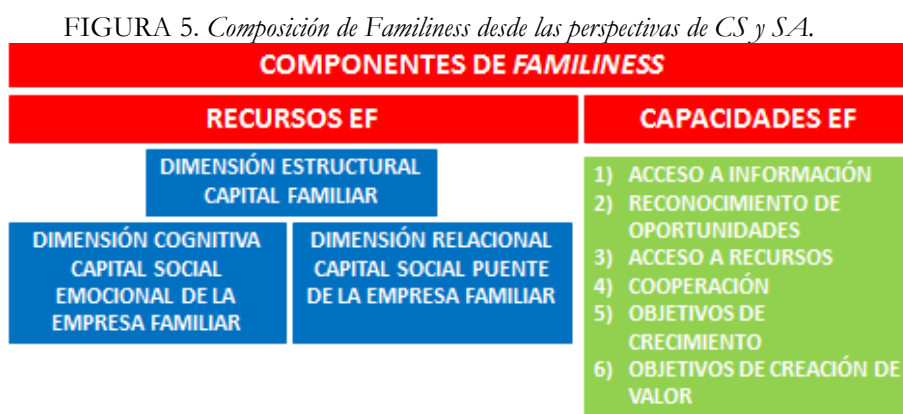 FIGURA 5. Composición de Familiness desde las perspectivas de CS y SA.
COMPONENTES DE FAMILINESS
RECURSOS EF
DIMENSIÓN ESTRUCTURAL
CAPITAL FAMILIAR
DIMENSIÓN COGNITIVA
CAPITAL SOCIAL
EMOCIONAL DE LA
EMPRESA FAMILIAR
DIMENSIÓN RELACIONAL
CAPITAL SOCIAL PUENTE
DE LA EMPRESA FAMILIAR
CAPACIDADES EF
1) ACCESO A INFORMACIÓN
2) RECONOCIMIENTO DE
OPORTUNIDADES
3) ACCESO A RECURSOS
4) COOPERACIÓN
5) OBJETIVOS DE
CRECIMIENTO
6) OBJETIVOS DE CREACIÓN DE
VALOR